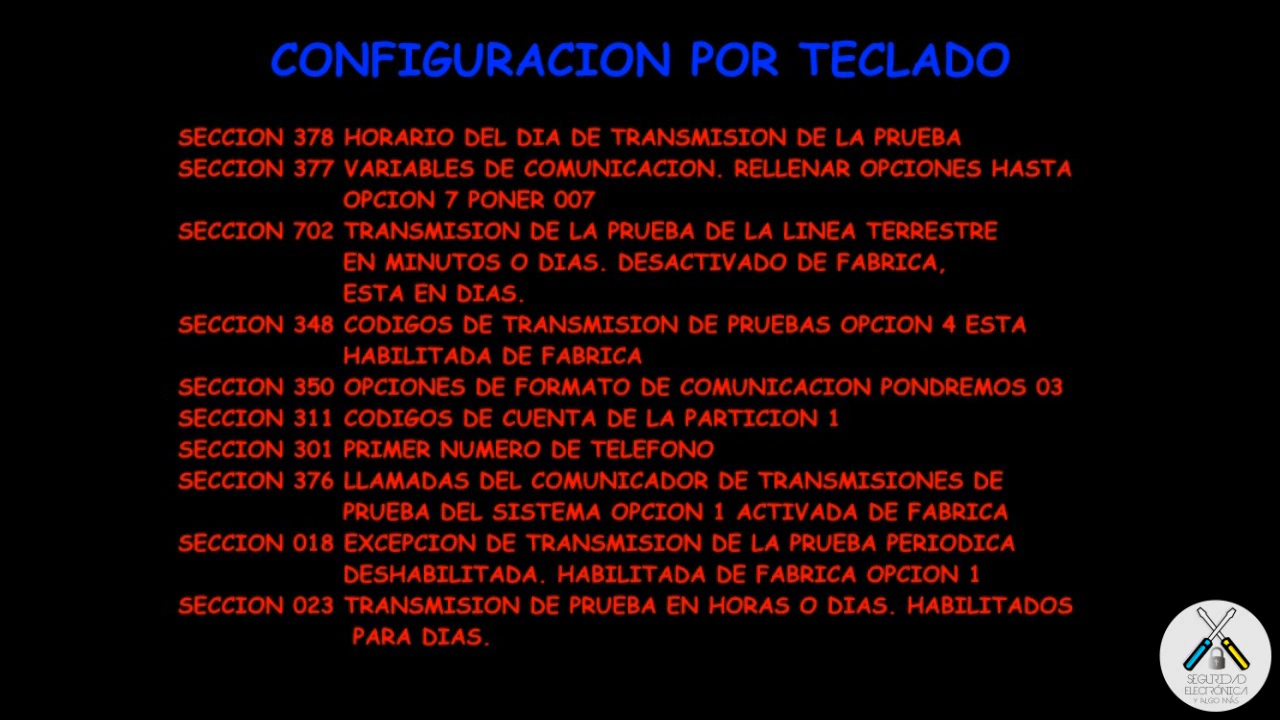 CONFIGURACION POR TECLADO
SECCION 378 HORARIO DEL DIA DE TRANSMISION DE LA PRUEBA
SECCION 377 VARIABLES DE COMUNICACION. RELLENAR OPCIONES HASTA
OPCION 7 PONER 007
SECCION 702 TRANSMISION DE LA PRUEBA DE LA LINEA TERRESTRE
EN MINUTOS O DIAS. DESACTIVADO DE FABRICA,
ESTA EN DIAS.
SECCION 348 CODIGOS DE TRANSMISION DE PRUEBAS OPCION 4 ESTA
HABILITADA DE FABRICA
SECCION 350 OPCIONES DE FORMATO DE COMUNICACION PONDREMOS 03
SECCION 311 CODIGOS DE CUENTA DE LA PARTICION 1
SECCION 301 PRIMER NUMERO DE TELEFONO
SECCION 376 LLAMADAS DEL COMUNICADOR DE TRANSMISIONES DE
PRUEBA DEL SISTEMA OPCION 1 ACTIVADA DE FABRICA
SECCION 018 EXCEPCION DE TRANSMISION DE LA PRUEBA PERIODICA
DESHABILITADA. HABILITADA DE FABRICA OPCION 1
SECCION 023 TRANSMISION DE PRUEBA EN HORAS O DIAS. HABILITADOS
PARA DIAS.
SEGURIDAD
ELECTRÓNICA
Y ALGO MÁS